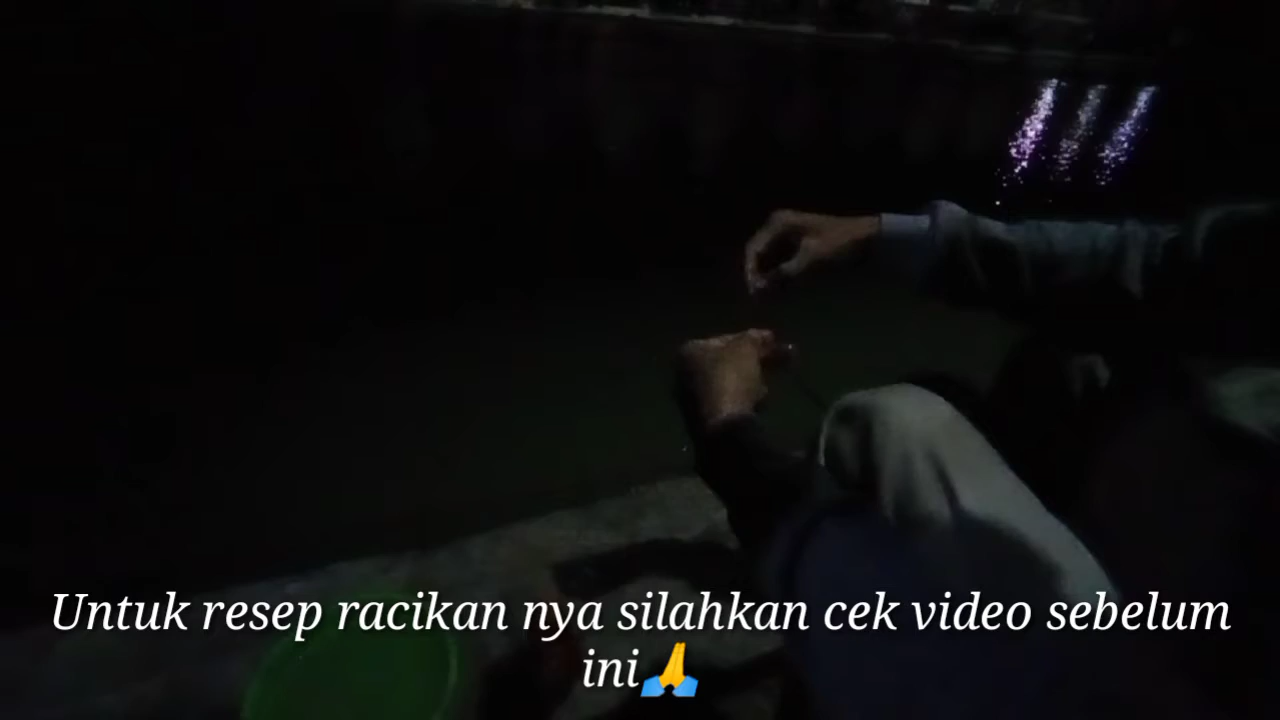 Untuk resep racikan nya silahkan cek video sebelum
ini🙏